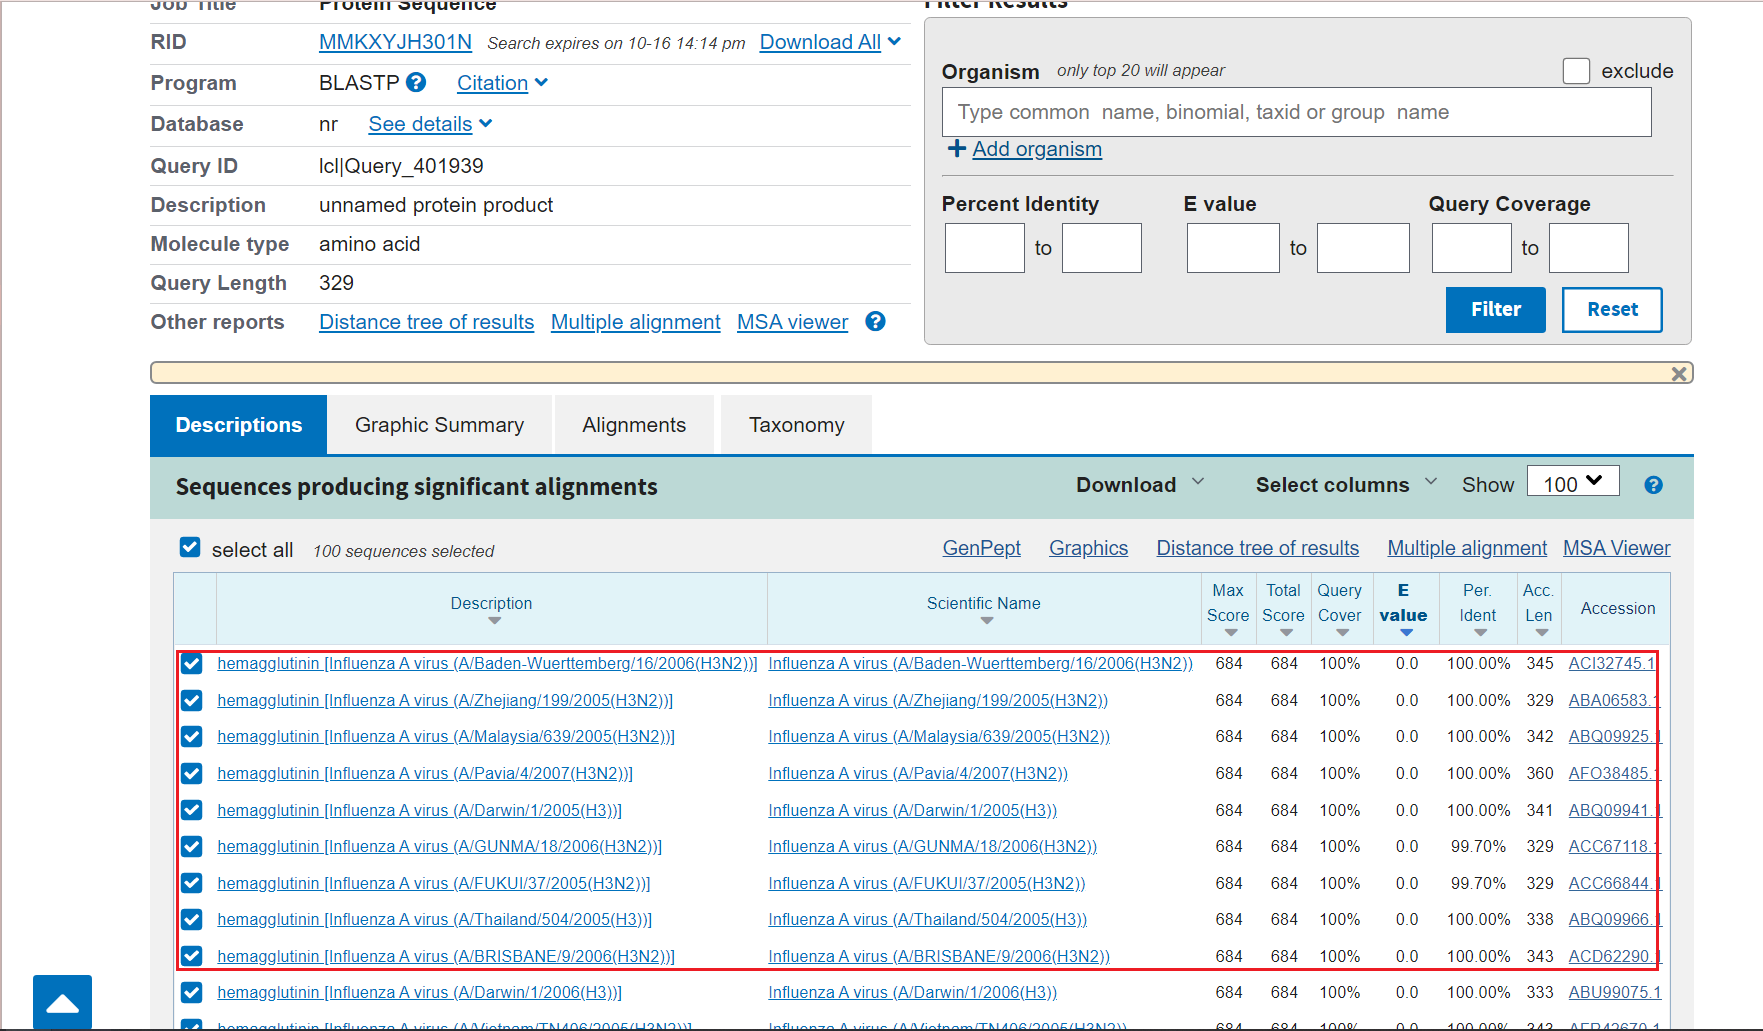 Job Title Protein Sequence
RID MMKXYJH301N Search expires on 10-16 14:14 pm Download All
Program BLASTP Citation
Database nr See details
Query ID lcl|Query_401939
Description unnamed protein product
Molecule type amino acid
Query Length 329
Other reports Distance tree of results Multiple alignment MSA viewer
Filter Results
Organism only top 20 will appear exclude
Type common name, binomial, taxid or group name
Add organism
Percent Identity E value Query Coverage
to to to
Filter Reset
Descriptions Graphic Summary Alignments Taxonomy
Sequences producing significant alignments Download Select columns Show 100
select all 100 sequences selected GenPept Graphics Distance tree of results Multiple alignment MSA Viewer
Description Scientific Name Max Score Total Score Query Cover E value Per. Ident Acc. Len Accession
hemagglutinin [Influenza A virus (A/Baden-Wuerttemberg/16/2006(H3N2))] Influenza A virus (A/Baden-Wuerttemberg/16/2006(H3N2)) 684 684 100% 0.0 100.00% 345 ACI32745.1
hemagglutinin [Influenza A virus (A/Zhejiang/199/2005(H3N2))] Influenza A virus (A/Zhejiang/199/2005(H3N2)) 684 684 100% 0.0 100.00% 329 ABA06583.1
hemagglutinin [Influenza A virus (A/Malaysia/639/2005(H3N2))] Influenza A virus (A/Malaysia/639/2005(H3N2)) 684 684 100% 0.0 100.00% 342 ABQ09925.1
hemagglutinin [Influenza A virus (A/Pavia/4/2007(H3N2))] Influenza A virus (A/Pavia/4/2007(H3N2)) 684 684 100% 0.0 100.00% 360 AFO38485.1
hemagglutinin [Influenza A virus (A/Darwin/1/2005(H3))] Influenza A virus (A/Darwin/1/2005(H3)) 684 684 100% 0.0 100.00% 341 ABQ09941.1
hemagglutinin [Influenza A virus (A/GUNMA/18/2006(H3N2))] Influenza A virus (A/GUNMA/18/2006(H3N2)) 684 684 100% 0.0 99.70% 329 ACC67118.1
hemagglutinin [Influenza A virus (A/FUKUI/37/2005(H3N2))] Influenza A virus (A/FUKUI/37/2005(H3N2)) 684 684 100% 0.0 99.70% 329 ACC66844.1
hemagglutinin [Influenza A virus (A/Thailand/504/2005(H3))] Influenza A virus (A/Thailand/504/2005(H3)) 684 684 100% 0.0 100.00% 338 ABQ09966.1
hemagglutinin [Influenza A virus (A/BRISBANE/9/2006(H3N2))] Influenza A virus (A/BRISBANE/9/2006(H3N2)) 684 684 100% 0.0 100.00% 343 ACD62290.1
hemagglutinin [Influenza A virus (A/Darwin/1/2006(H3))] Influenza A virus (A/Darwin/1/2006(H3)) 684 684 100% 0.0 100.00% 333 ABU99075.1
hemagglutinin [Influenza A virus (A/Vietnam/TN406/2005(H3N2))] Influenza A virus (A/Vietnam/TN406/2005(H3N2)) 684 684 100% 0.0 100.00% 343